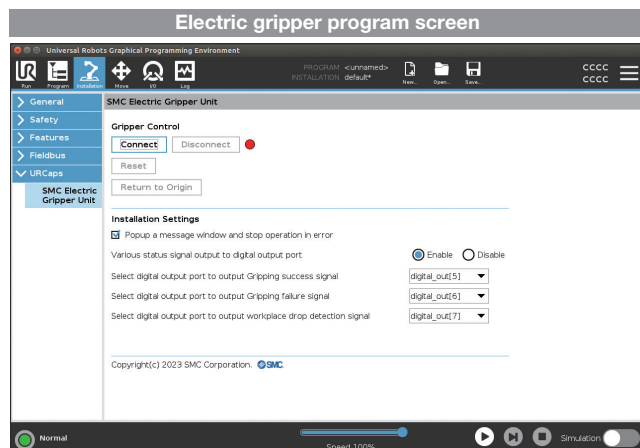 Electric gripper program screen
Universal Robots Graphical Programming Environment
PROGRAM <unnamed>
INSTALLATION default*
Run Program Installation Move I/O Log New... Open... Save...
CCCC
CCCC
General
Safety
Features
Fieldbus
URCaps
SMC Electric
Gripper Unit
SMC Electric Gripper Unit
Gripper Control
Connect Disconnect
Reset
Return to Origin
Installation Settings
Popup a message window and stop operation in error
Various status signal output to digital output port Enable Disable
Select digital output port to output Gripping success signal digital_out[5]
Select digital output port to output Gripping failure signal digital_out[6]
Select digital output port to output workplace drop detection signal digital_out[7]
Copyright(c) 2023 SMC Corporation. SMC
Normal
Speed 100%
Simulation